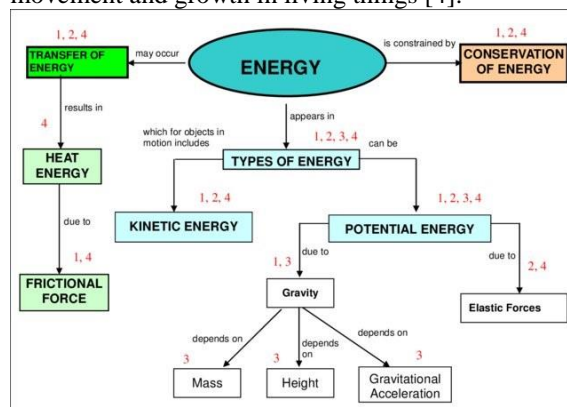 movement and growth in living things [4].
1, 2, 4
TRANSFER OF
ENERGY
may occur
ENERGY
is constrained by
1, 2, 4
CONSERVATION
OF ENERGY
results in
4
HEAT
ENERGY
due to
1, 4
FRICTIONAL
FORCE
appears in
which for objects in
motion includes
1, 2, 3, 4
TYPES OF ENERGY
can be
1, 2, 4
KINETIC ENERGY
1, 2, 3, 4
POTENTIAL ENERGY
due to
1, 3
Gravity
due to
2, 4
Elastic Forces
depends on
3
Mass
depends
on
3
Height
depends on
3
Gravitational
Acceleration